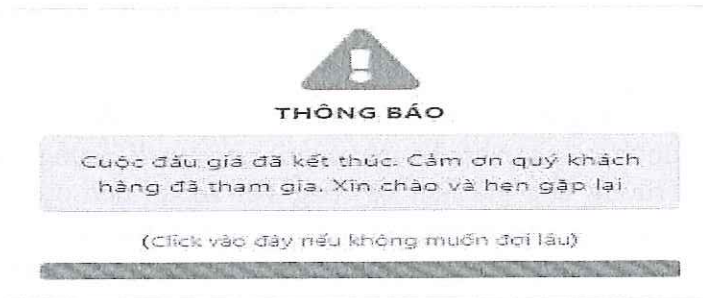 THÔNG BÁO
Cuộc đấu giá đã kết thúc. Cảm ơn quý khách
hàng đã tham gia. Xin chào và hẹn gặp lại
(Click vào đây nếu không muốn đợi lâu)